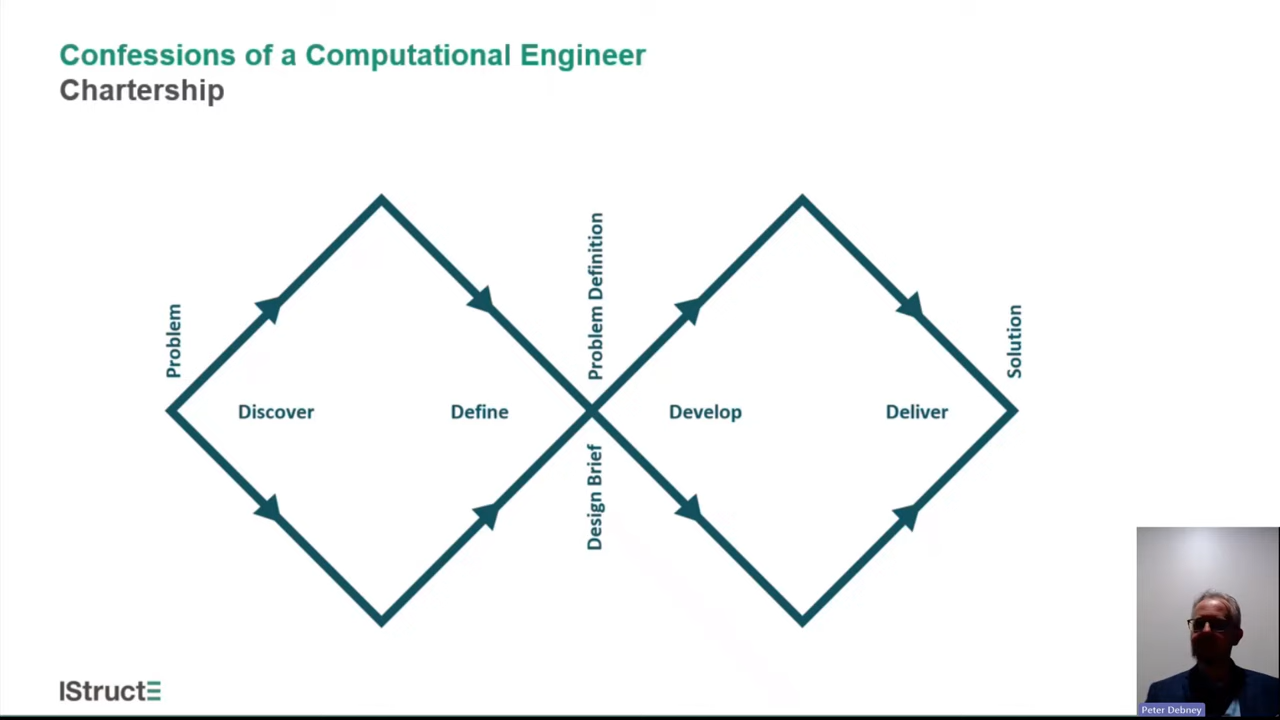 Confessions of a Computational Engineer
Chartership
Problem
Discover
Define
Problem Definition
Design Brief
Develop
Deliver
Solution
IStructE
Peter Debney